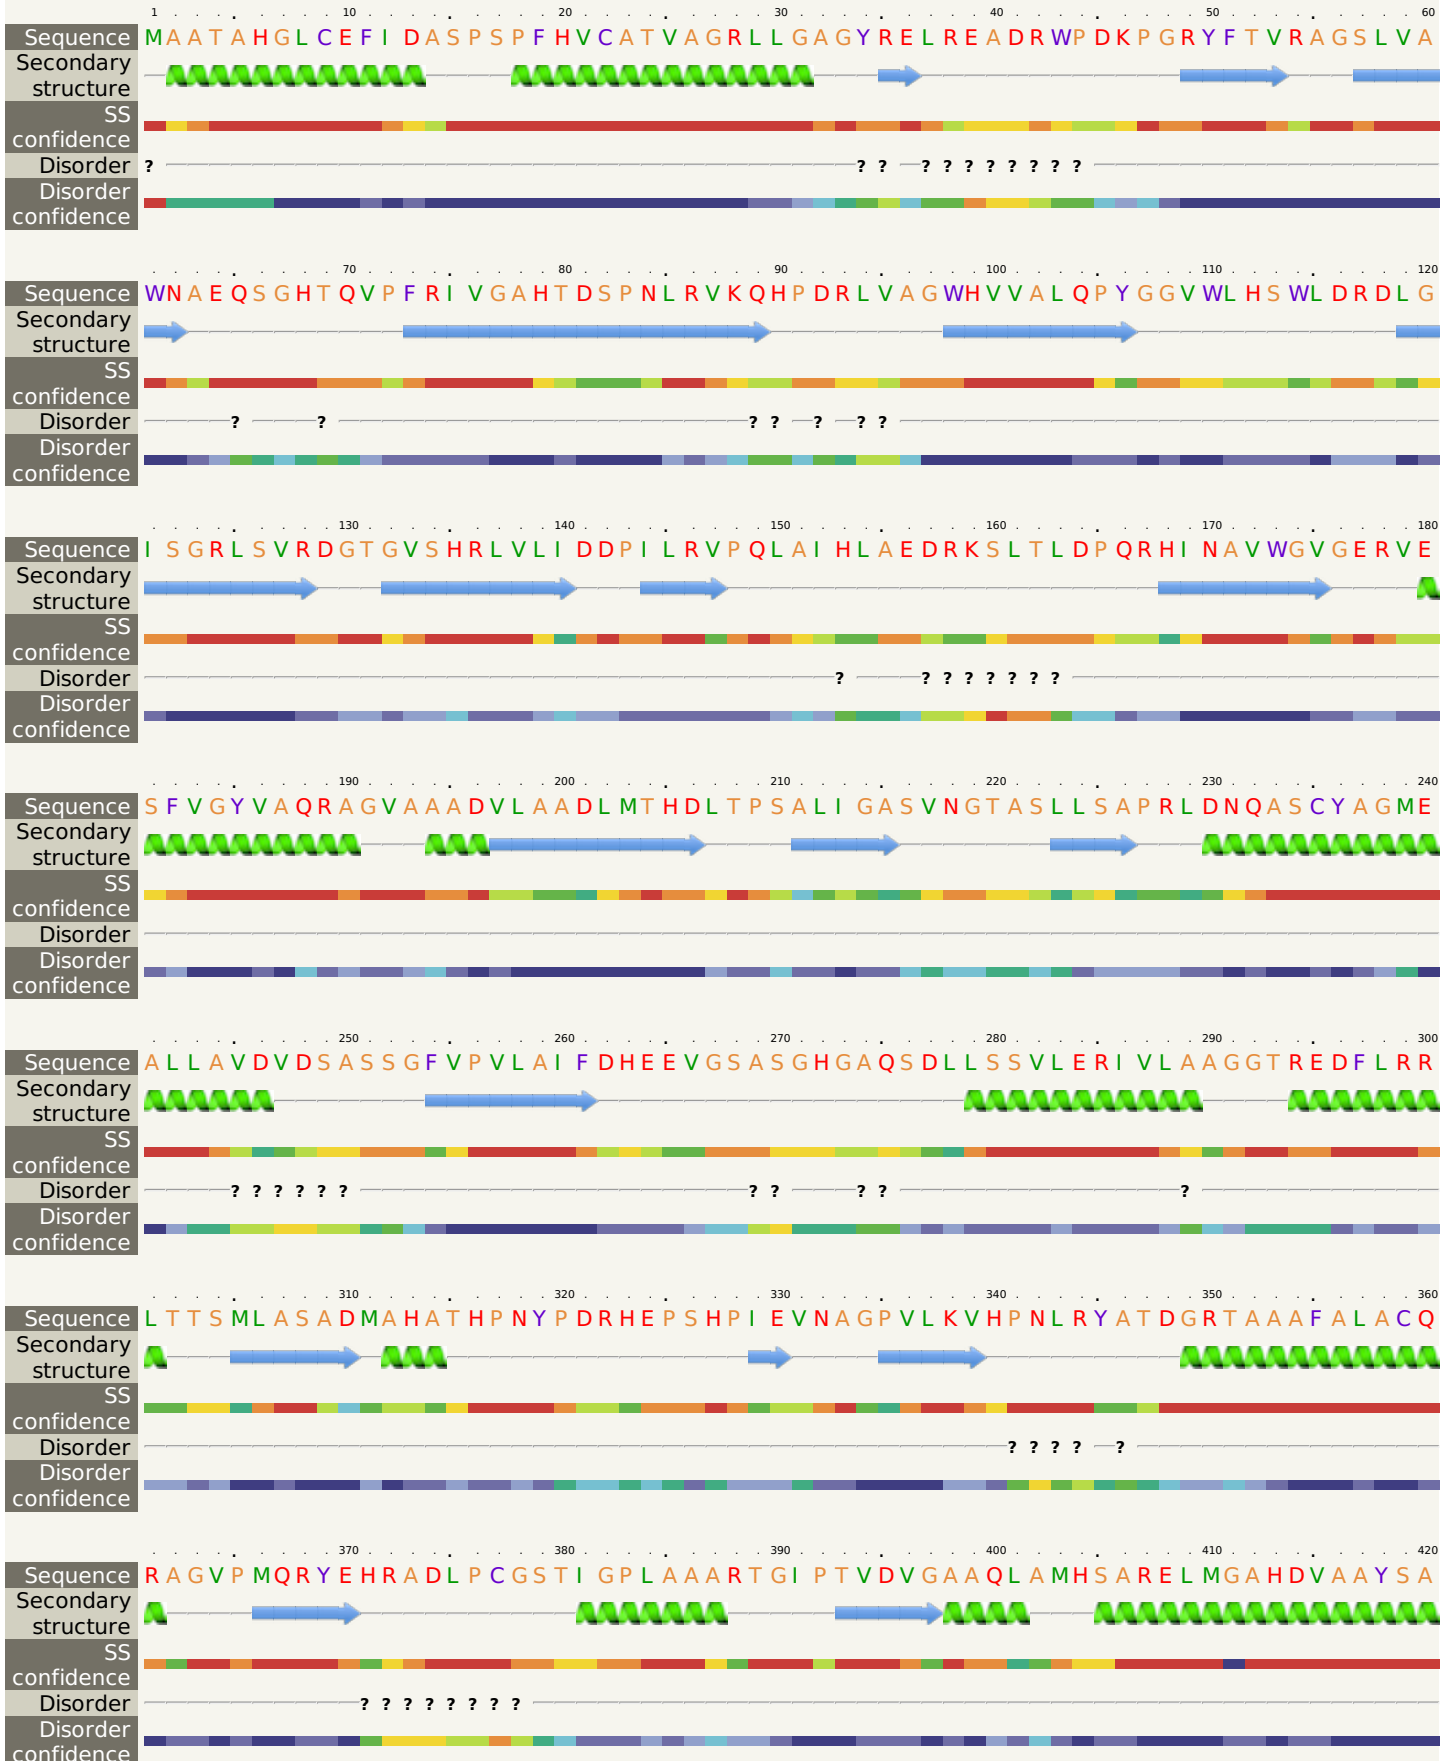 1 . . . . 10 . . . . 20 . . . . 30 . . . . 40 . . . . 50 . . . . 60
Sequence MAATAHGLCEFIDASPSPFHVCATVAGRLLGAGYRELREADRWPDKPGRYFTVRAGSLVA
Secondary
structure
SS
confidence
Disorder ? ? ? ? ? ? ? ? ? ? ?
Disorder
confidence
70 80 90 100 110 120
Sequence WNAEQSGHTQVPFRIVGAHTDSPNLRVKQHPDRLVAGWHVVALQPYGGVWLHSWLDRDLG
Secondary
structure
SS
confidence
Disorder ? ? ? ? ? ? ?
Disorder
confidence
130 140 150 160 170 180
Sequence ISGRLSVRDGTGVSHRLVLIDDPILRVPQLAIHLAEDRKSLTLDPQRHINAVWGVGERVE
Secondary
structure
SS
confidence
Disorder ? ? ? ? ? ? ? ?
Disorder
confidence
190 200 210 220 230 240
Sequence SFVGYVAQRAGVAAADVLAADLMTHDLTPSALIGASVNGTASLLSAPRLDNQASCYAGME
Secondary
structure
SS
confidence
Disorder
Disorder
confidence
250 260 270 280 290 300
Sequence ALLAVDVDSASSGFVPVLAIFDHEEVGSASGHGAQSDLLSSVLERIVLAAGGTREDFLRR
Secondary
structure
SS
confidence
Disorder ? ? ? ? ? ? ? ? ? ? ?
Disorder
confidence
310 320 330 340 350 360
Sequence LTTSMLASADMAHATHPNYPDRHEPSHPIEVNAGPVLKVHPNLRYATDGRTAAAFALACQ
Secondary
structure
SS
confidence
Disorder ? ? ? ? ?
Disorder
confidence
370 380 390 400 410 420
Sequence RAGVPMQRYEHRADLPCGSTIGPLAAARTGIPTVDVGAAQLAMHSARELMGAHDVAAYSA
Secondary
structure
SS
confidence
Disorder ? ? ? ? ? ? ? ?
Disorder
confidence